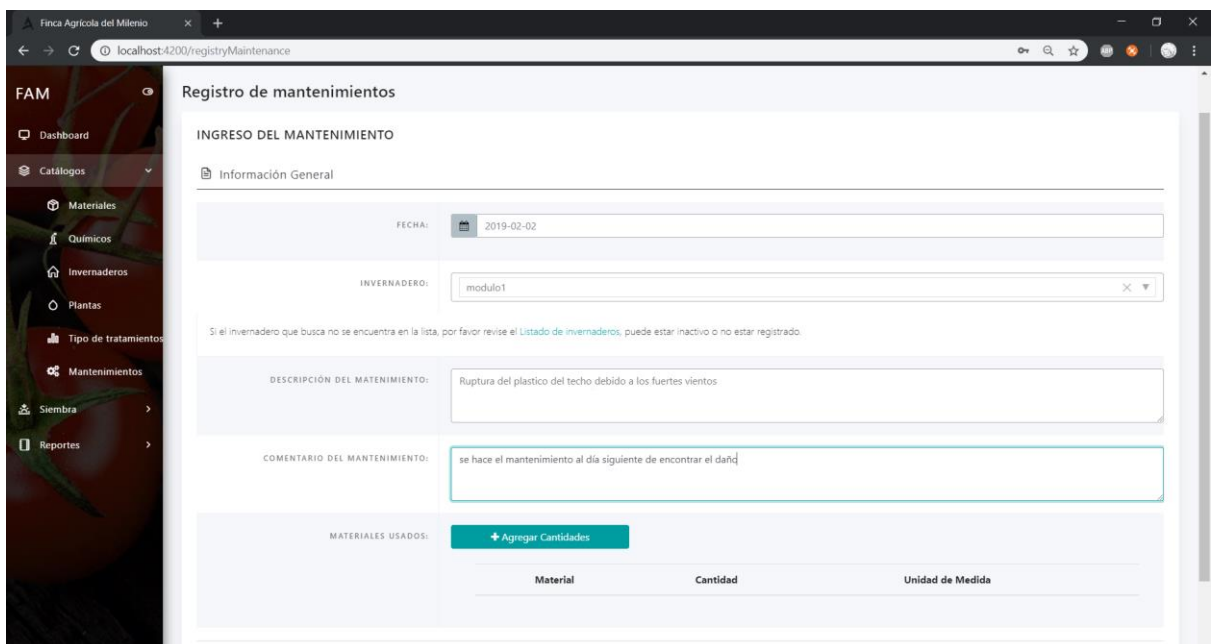 Finca Agrícola del Milenio
localhost:4200/registryMaintenance
FAM
Dashboard
Catálogos
Materiales
Químicos
Invernaderos
Plantas
Tipo de tratamientos
Mantenimientos
Siembra
Reportes
Registro de mantenimientos
INGRESO DEL MANTENIMIENTO
Información General
FECHA:
2019-02-02
INVERNADERO:
modulo1
Si el invernadero que busca no se encuentra en la lista, por favor revise el Listado de invernaderos, puede estar inactivo o no estar registrado.
DESCRIPCIÓN DEL MATENIMIENTO:
Ruptura del plastico del techo debido a los fuertes vientos
COMENTARIO DEL MANTENIMIENTO:
se hace el mantenimiento al día siguiente de encontrar el daño
MATERIALES USADOS:
+ Agregar Cantidades
Material Cantidad Unidad de Medida